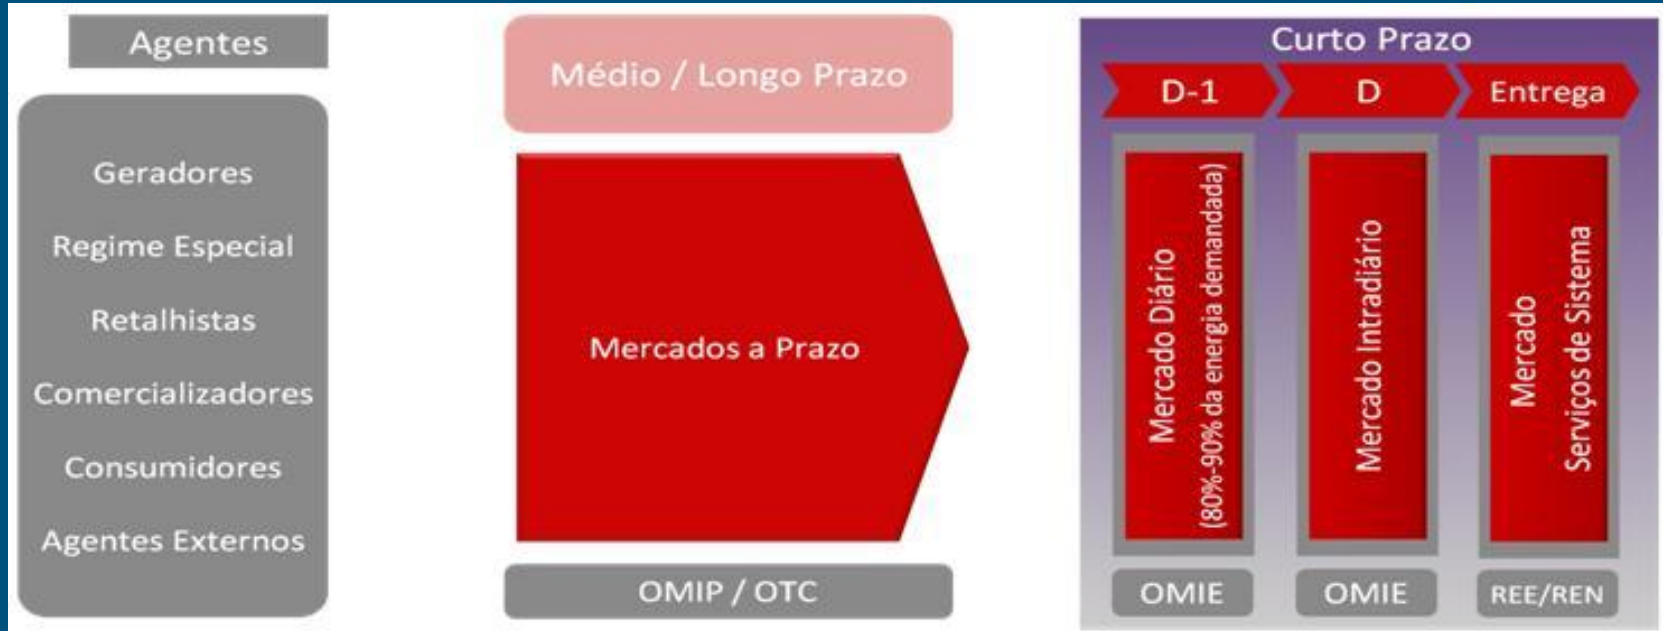 Agentes
Geradores
Regime Especial
Retalhistas
Comercializadores
Consumidores
Agentes Externos
Médio / Longo Prazo
Mercados a Prazo
OMIP / OTC
Curto Prazo
D-1
D
Entrega
Mercado Diário
(80%-90% da energia demandada)
Mercado Intradiário
Mercado
Serviços de Sistema
OMIE
OMIE
REE/REN